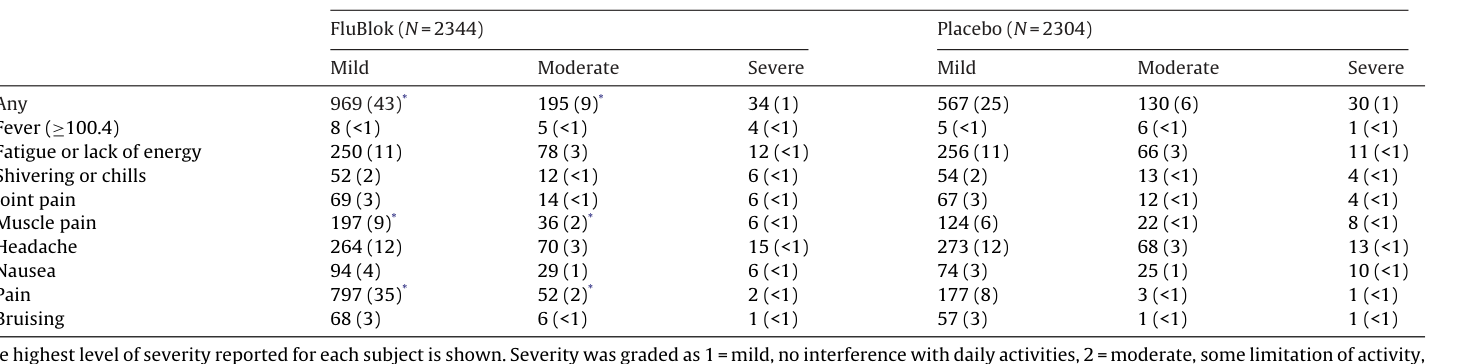 FluBlok (N = 2344) Placebo (N = 2304)
Mild Moderate Severe Mild Moderate Severe
Any 969 (43)* 195 (9)* 34 (1) 567 (25) 130 (6) 30 (1)
Fever (≥100.4) 8 (<1) 5 (<1) 4 (<1) 5 (<1) 6 (<1) 1 (<1)
Fatigue or lack of energy 250 (11) 78 (3) 12 (<1) 256 (11) 66 (3) 11 (<1)
Shivering or chills 52 (2) 12 (<1) 6 (<1) 54 (2) 13 (<1) 4 (<1)
Joint pain 69 (3) 14 (<1) 6 (<1) 67 (3) 12 (<1) 4 (<1)
Muscle pain 197 (9)* 36 (2)* 6 (<1) 124 (6) 22 (<1) 8 (<1)
Headache 264 (12) 70 (3) 15 (<1) 273 (12) 68 (3) 13 (<1)
Nausea 94 (4) 29 (1) 6 (<1) 74 (3) 25 (1) 10 (<1)
Pain 797 (35)* 52 (2)* 2 (<1) 177 (8) 3 (<1) 1 (<1)
Bruising 68 (3) 6 (<1) 1 (<1) 57 (3) 1 (<1) 1 (<1)
e highest level of severity reported for each subject is shown. Severity was graded as 1 = mild, no interference with daily activities, 2 = moderate, some limitation of activity,